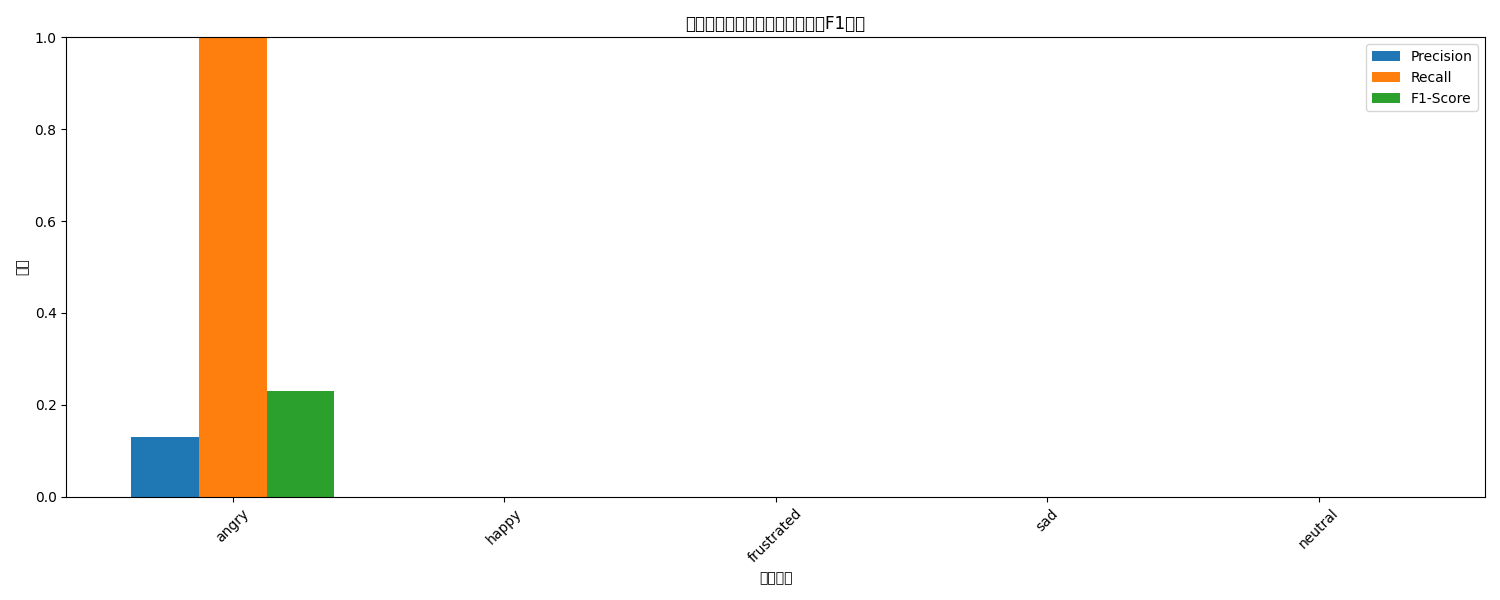 F1
1.0
0.8
0.6
0.4
0.2
0.0
Precision
Recall
F1-Score
angry
happy
frustrated
sad
neutral